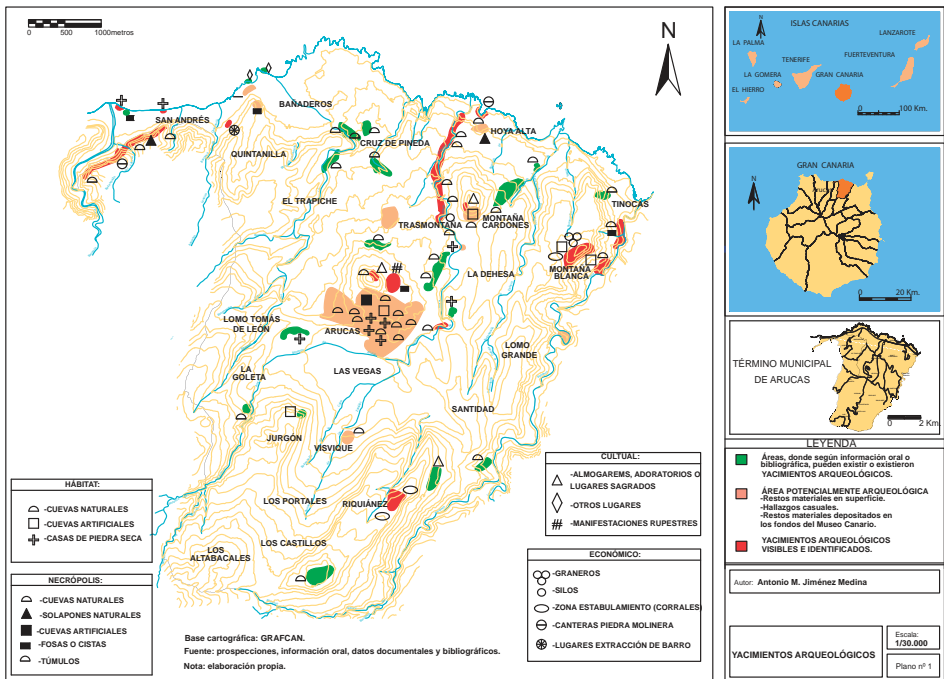 0 500 1000metros
N
BAÑADEROS
SAN ANDRÉS
CRUZ DE PINEDA
HOYA ALTA
QUINTANILLA
EL TRAPICHE
TINOCAS
TRASMONTAÑA
MONTAÑA
CARDONES
LA DEHESA
MONTAÑA
BLANCA
LOMO TOMÁS
DE LEÓN
ARUCAS
LOMO
GRANDE
LA
GOLETA
LAS VEGAS
SANTIDAD
JURGÓN
VISVIQUE
LOS PORTALES
RIQUIÁNEZ
LOS CASTILLOS
LOS
ALTABACALES
HÁBITAT:
-CUEVAS NATURALES
-CUEVAS ARTIFICIALES
-CASAS DE PIEDRA SECA
NECRÓPOLIS:
-CUEVAS NATURALES
-SOLAPONES NATURALES
-CUEVAS ARTIFICIALES
-FOSAS O CISTAS
-TÚMULOS
Base cartográfica: GRAFCAN.
Fuente: prospecciones, información oral, datos documentales y bibliográficos.
Nota: elaboración propia.
CULTUAL:
-ALMOGAREMS, ADORATORIOS O
LUGARES SAGRADOS
-OTROS LUGARES
-MANIFESTACIONES RUPESTRES
ECONÓMICO:
-GRANEROS
-SILOS
-ZONA ESTABULAMIENTO (CORRALES)
-CANTERAS PIEDRA MOLINERA
-LUGARES EXTRACCIÓN DE BARRO
N
ISLAS CANARIAS
LANZAROTE
LA PALMA
FUERTEVENTURA
TENERIFE
LA GOMERA
GRAN CANARIA
EL HIERRO
0 100 Km.
GRAN CANARIA
N
0 20 Km.
TÉRMINO MUNICIPAL
DE ARUCAS
0 2 Km.
LEYENDA
Áreas, donde según información oral o
bibliográfica, pueden existir o existieron
YACIMIENTOS ARQUEOLÓGICOS.
ÁREA POTENCIALMENTE ARQUEOLÓGICA
-Restos materiales en superficie.
-Hallazgos casuales.
-Restos materiales depositados en
los fondos del Museo Canario.
YACIMIENTOS ARQUEOLÓGICOS
VISIBLES E IDENTIFICADOS.
Autor: Antonio M. Jiménez Medina
YACIMIENTOS ARQUEOLÓGICOS
Escala:
1/30.000
Plano nº 1